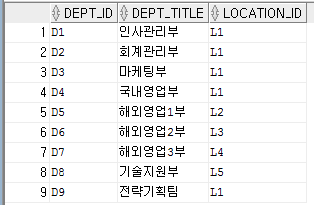 DEPT_ID DEPT_TITLE LOCATION_ID
1 D1 인사관리부 L1
2 D2 회계관리부 L1
3 D3 마케팅부 L1
4 D4 국내영업부 L1
5 D5 해외영업1부 L2
6 D6 해외영업2부 L3
7 D7 해외영업3부 L4
8 D8 기술지원부 L5
9 D9 전략기획팀 L1